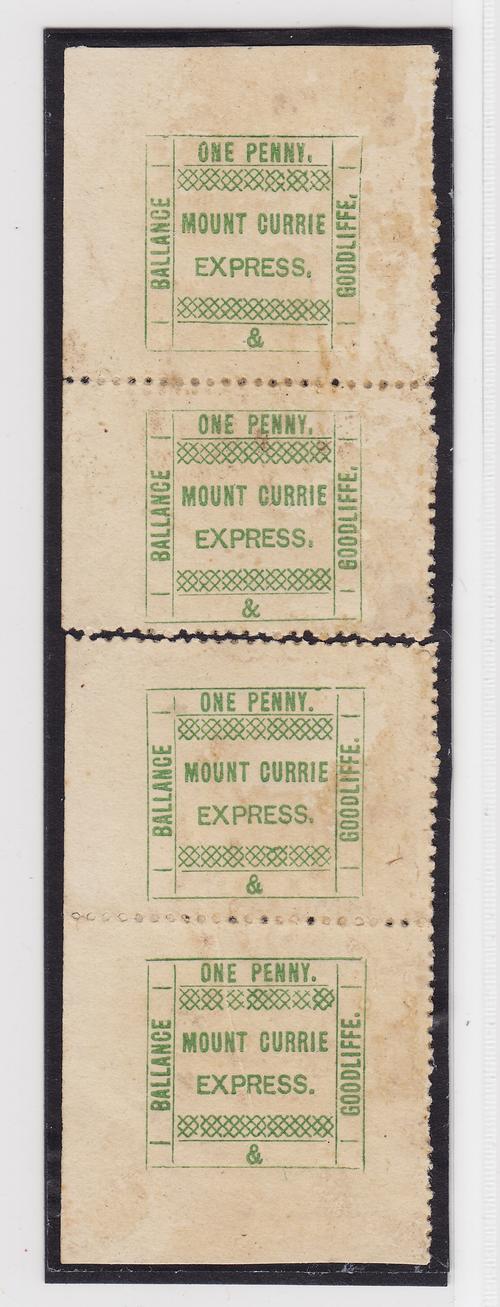 ONE PENNY.
BALLANCE
MOUNT CURRIE
EXPRESS.
GOODLIFFE.
&
ONE PENNY.
BALLANCE
MOUNT CURRIE
EXPRESS.
GOODLIFFE.
&
ONE PENNY.
BALLANCE
MOUNT CURRIE
EXPRESS.
GOODLIFFE.
&
ONE PENNY.
BALLANCE
MOUNT CURRIE
EXPRESS.
GOODLIFFE.
&